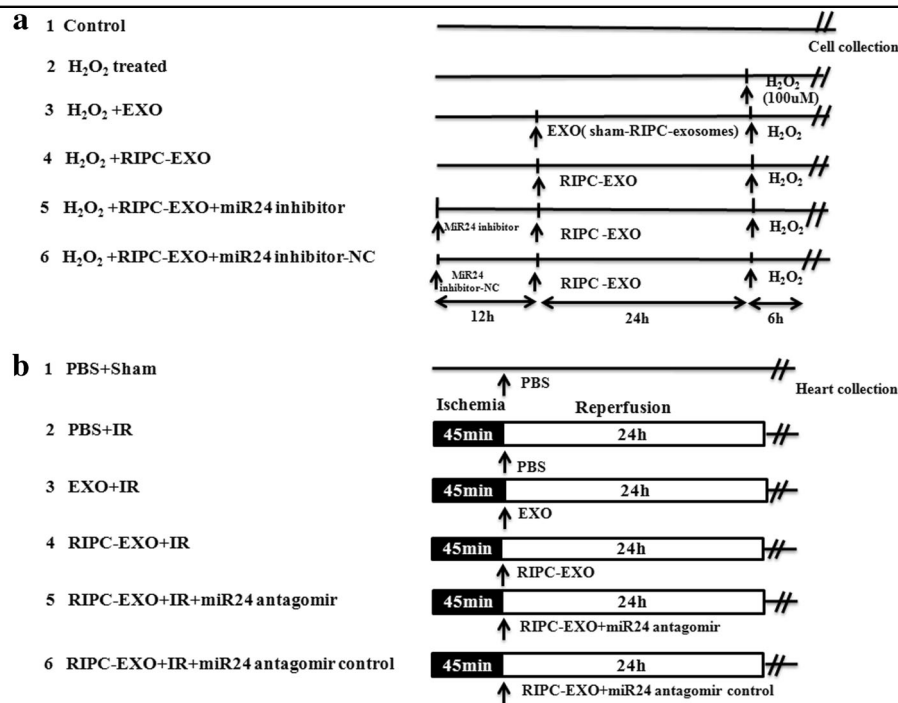 a
1 Control
Cell collection
2 H₂O₂ treated
H₂O₂
(100uM)
3 H₂O₂ +EXO
EXO( sham-RIPC-exosomes)
H₂O₂
4 H₂O₂ +RIPC-EXO
RIPC-EXO
H₂O₂
5 H₂O₂ +RIPC-EXO+miR24 inhibitor
MiR24 inhibitor
RIPC -EXO
H₂O₂
6 H₂O₂ +RIPC-EXO+miR24 inhibitor-NC
MiR24
inhibitor-NC
RIPC -EXO
H₂O₂
12h 24h 6h
b
1 PBS+Sham
PBS
Heart collection
Ischemia Reperfusion
2 PBS+IR
45min 24h
PBS
3 EXO+IR
45min 24h
EXO
4 RIPC-EXO+IR
45min 24h
RIPC-EXO
5 RIPC-EXO+IR+miR24 antagomir
45min 24h
RIPC-EXO+miR24 antagomir
6 RIPC-EXO+IR+miR24 antagomir control
45min 24h
RIPC-EXO+miR24 antagomir control